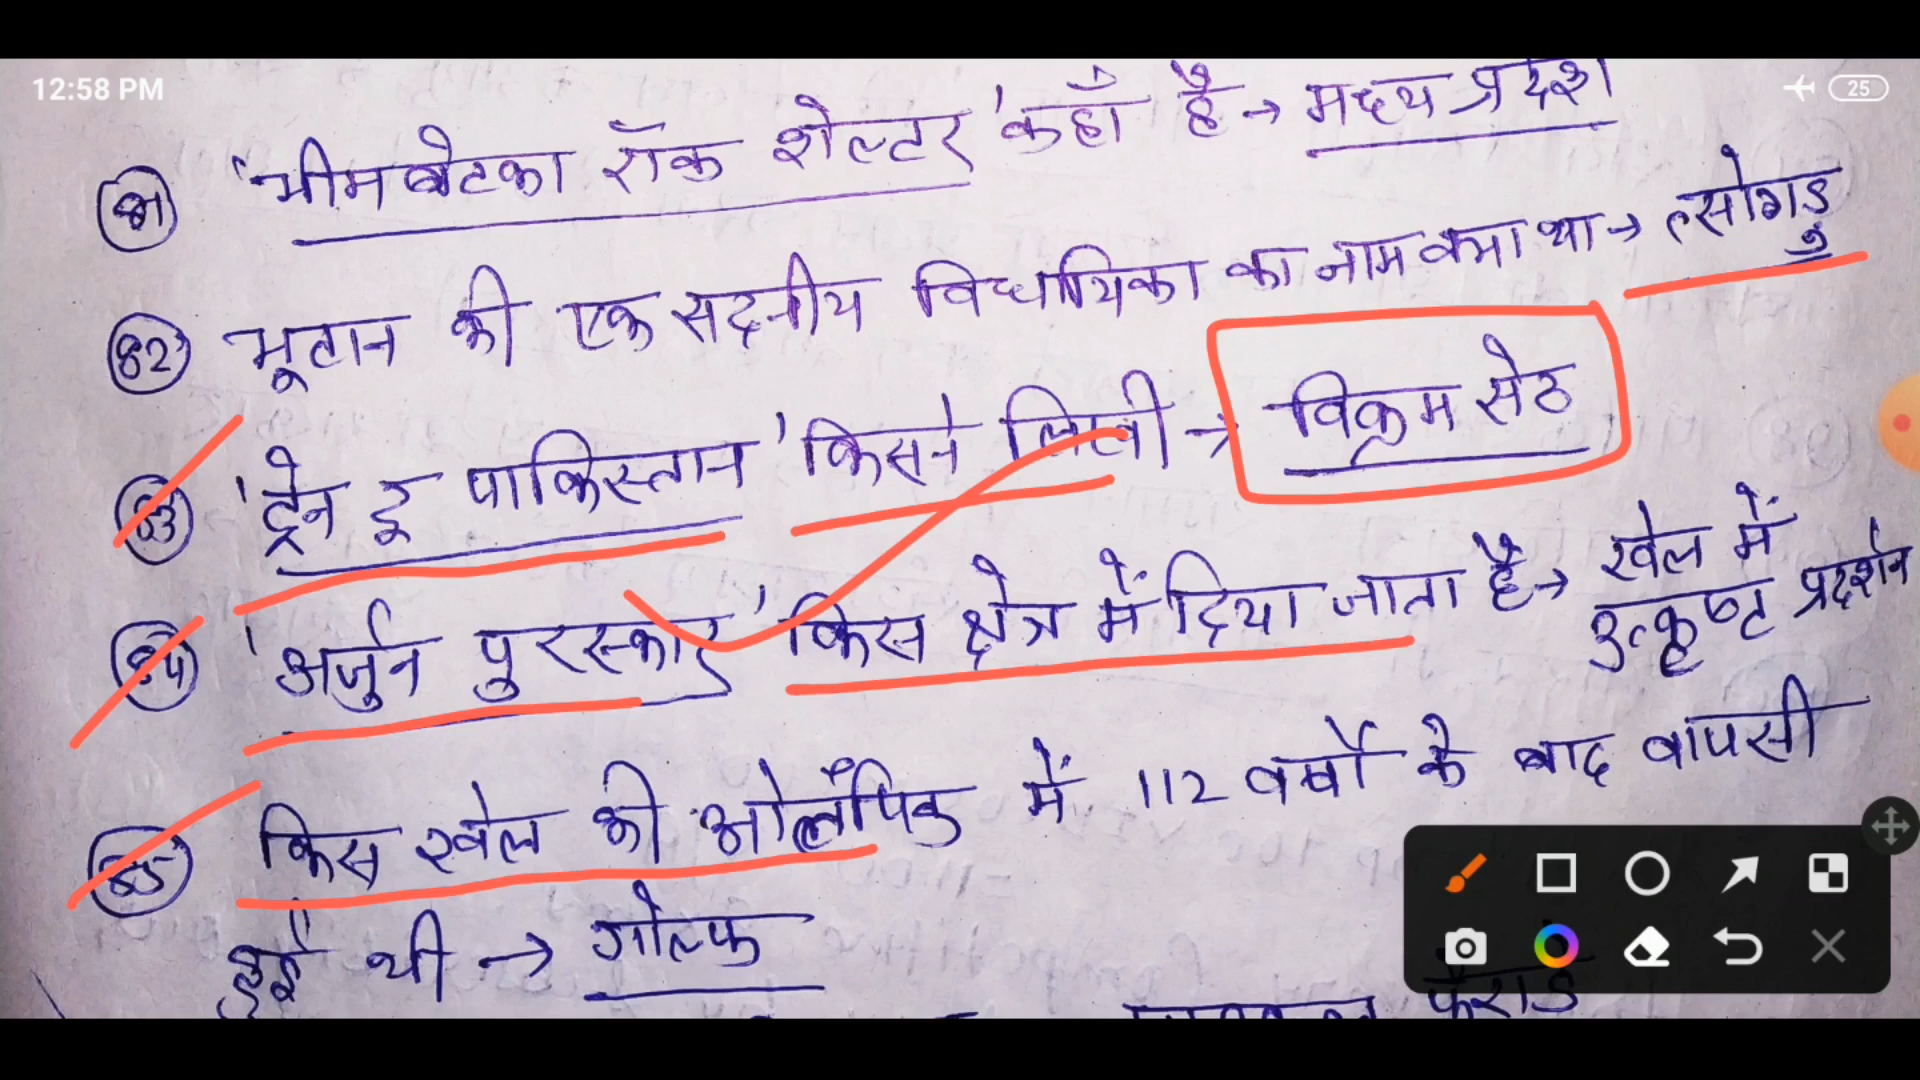 12:58 PM
25
81 'भीमबेटका रॉक शेल्टर' कहाँ है → मध्य प्रदेश
82 भूटान की एक सदनीय विधायिका का नाम क्या था → त्सोगडु
83 'ट्रेन टू पाकिस्तान' किसने लिखी → विक्रम सेठ
84 'अर्जुन पुरस्कार' किस क्षेत्र में दिया जाता है → खेल में
उत्कृष्ट प्रदर्शन
85 किस खेल की ओलंपिक में 112 वर्षों के बाद वापसी
हुई थी → गोल्फ